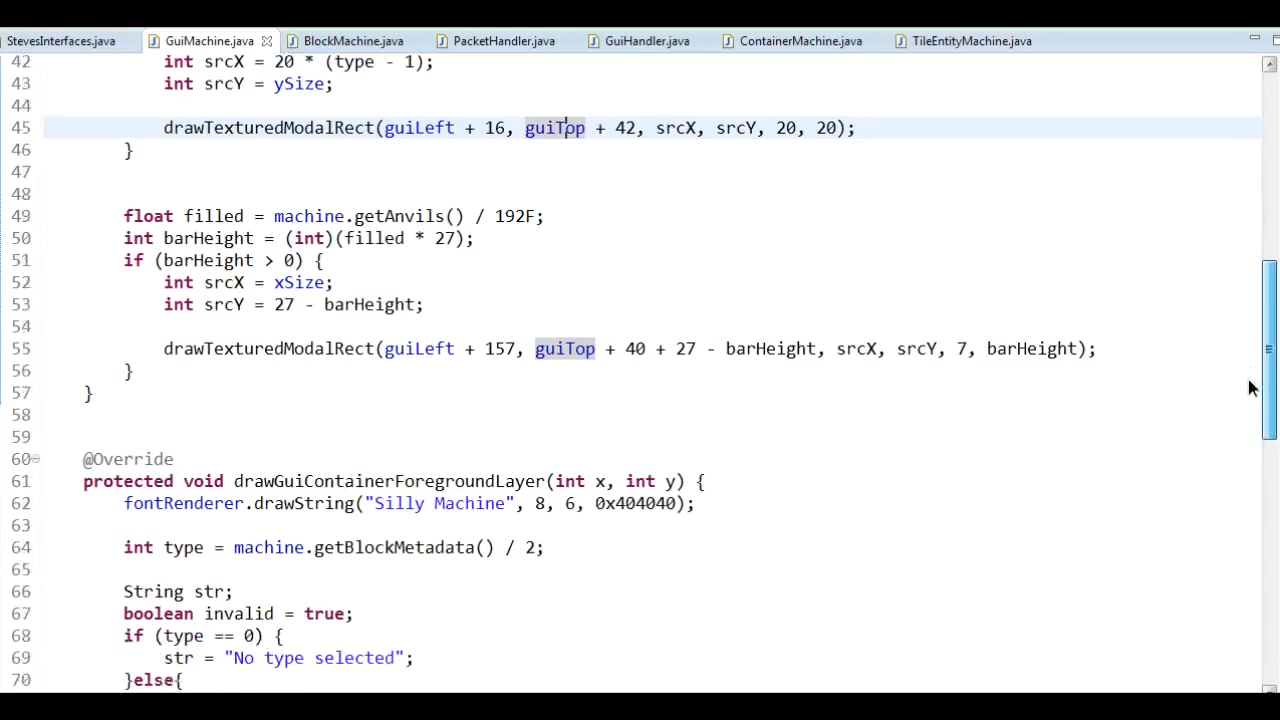 StevesInterfaces.java GuiMachine.java BlockMachine.java PacketHandler.java GuiHandler.java ContainerMachine.java TileEntityMachine.java
42 int srcX = 20 * (type - 1);
43 int srcY = ySize;
44
45 drawTexturedModalRect(guiLeft + 16, guiTop + 42, srcX, srcY, 20, 20);
46 }
47
48
49 float filled = machine.getAnvils() / 192F;
50 int barHeight = (int)(filled * 27);
51 if (barHeight > 0) {
52 int srcX = xSize;
53 int srcY = 27 - barHeight;
54
55 drawTexturedModalRect(guiLeft + 157, guiTop + 40 + 27 - barHeight, srcX, srcY, 7, barHeight);
56 }
57 }
58
59
60 @Override
61 protected void drawGuiContainerForegroundLayer(int x, int y) {
62 fontRenderer.drawString("Silly Machine", 8, 6, 0x404040);
63
64 int type = machine.getBlockMetadata() / 2;
65
66 String str;
67 boolean invalid = true;
68 if (type == 0) {
69 str = "No type selected";
70 }else{